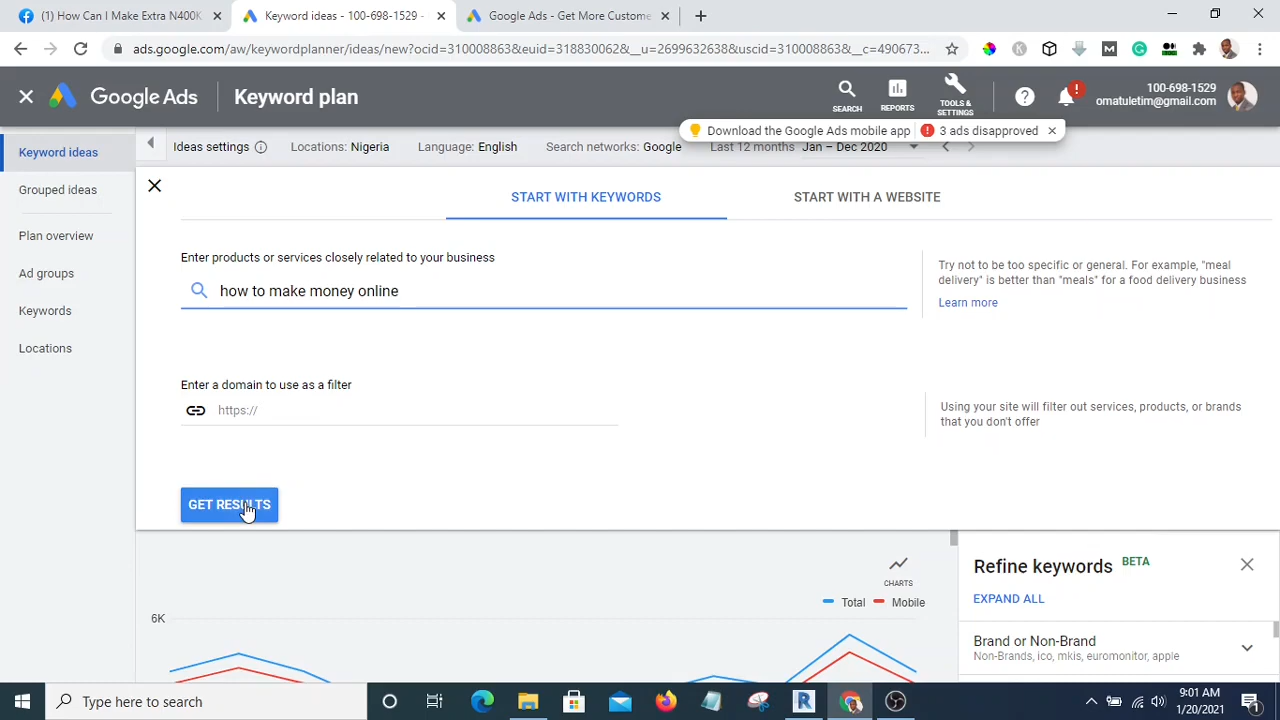 (1) How Can I Make Extra N400K
Keyword ideas - 100-698-1529 -
Google Ads - Get More Custome
ads.google.com/aw/keywordplanner/ideas/new?ocid=310008863&euid=318830062&__u=2699632638&uscid=310008863&__c=490673...
Google Ads
Keyword plan
SEARCH
REPORTS
TOOLS & SETTINGS
100-698-1529
omatuletim@gmail.com
Download the Google Ads mobile app
3 ads disapproved
Keyword ideas
Grouped ideas
Plan overview
Ad groups
Keywords
Locations
Ideas settings
Locations: Nigeria
Language: English
Search networks: Google
Last 12 months
Jan – Dec 2020
START WITH KEYWORDS
START WITH A WEBSITE
Enter products or services closely related to your business
how to make money online
Try not to be too specific or general. For example, "meal
delivery" is better than "meals" for a food delivery business
Learn more
Enter a domain to use as a filter
https://
Using your site will filter out services, products, or brands
that you don't offer
GET RESULTS
CHARTS
Total
Mobile
6K
Refine keywords BETA
EXPAND ALL
Brand or Non-Brand
Non-Brands, ico, mkis, euromonitor, apple
Type here to search
9:01 AM
1/20/2021